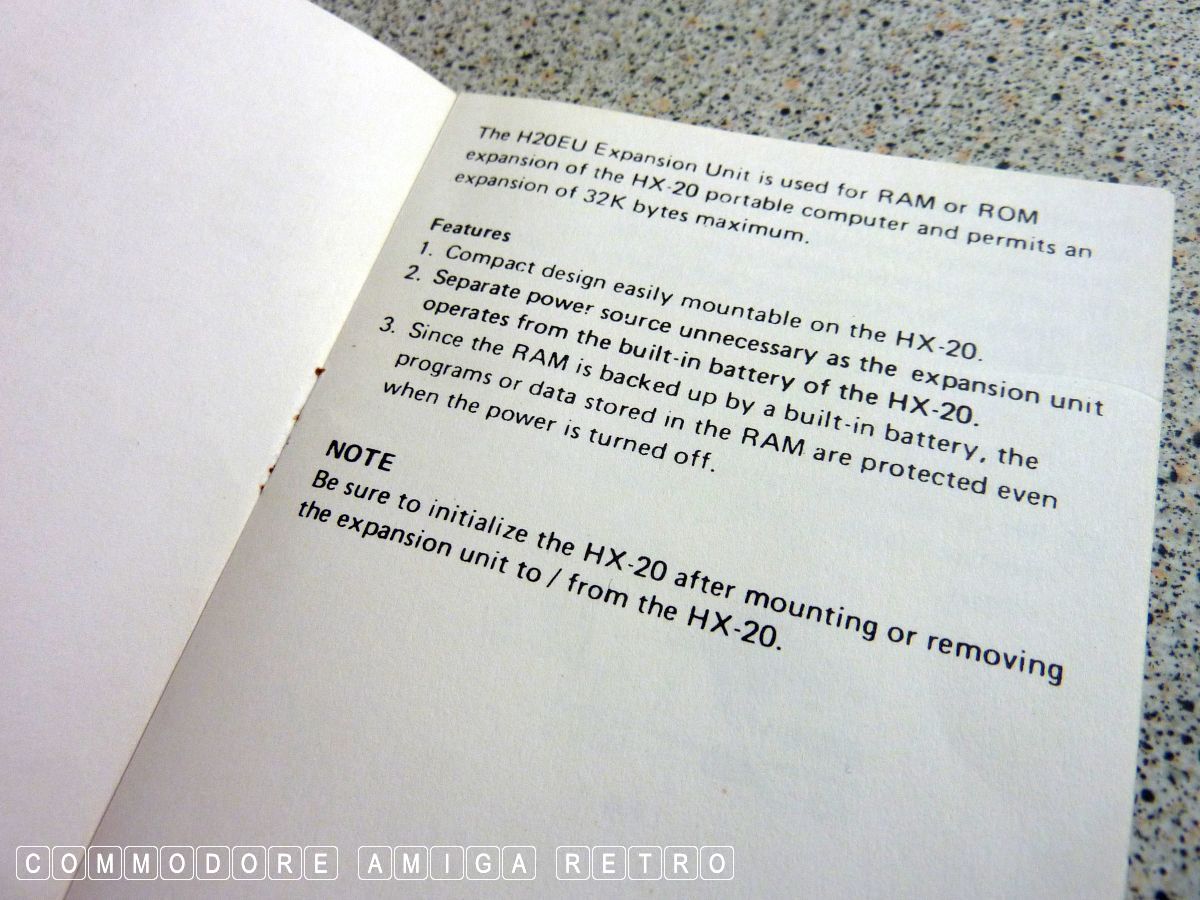 The H20EU Expansion Unit is used for RAM or ROM
expansion of the HX-20 portable computer and permits an
expansion of 32K bytes maximum.
Features
1. Compact design easily mountable on the HX-20.
2. Separate power source unnecessary as the expansion unit
operates from the built-in battery of the HX-20.
3. Since the RAM is backed up by a built-in battery, the
programs or data stored in the RAM are protected even
when the power is turned off.
NOTE
Be sure to initialize the HX-20 after mounting or removing
the expansion unit to / from the HX-20.
COMMODORE AMIGA RETRO